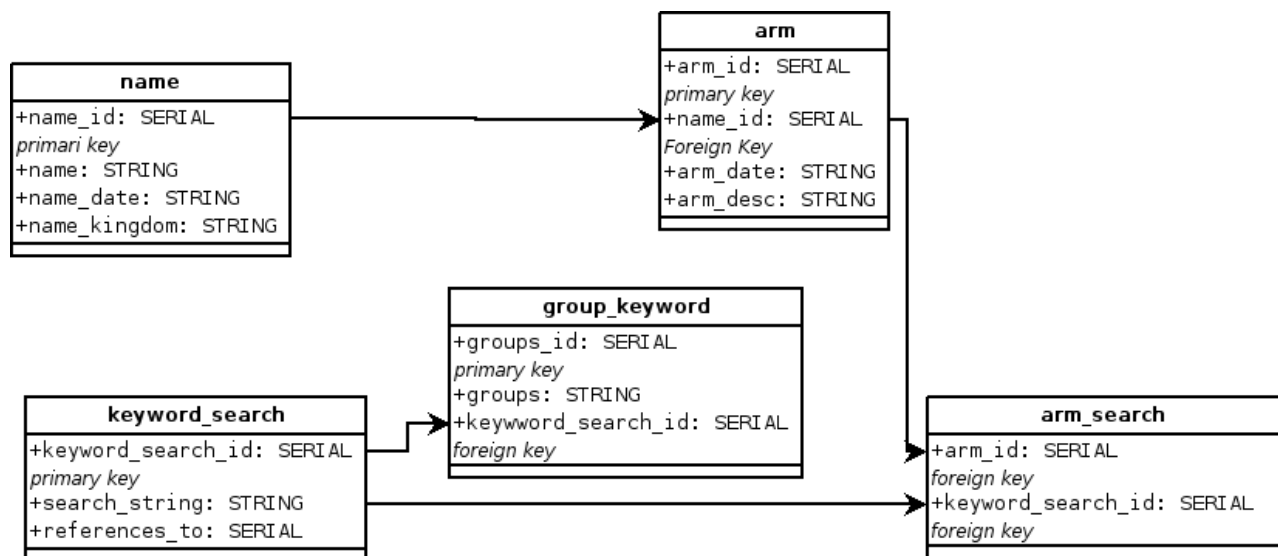 name
+name_id: SERIAL
primari key
+name: STRING
+name_date: STRING
+name_kingdom: STRING
arm
+arm_id: SERIAL
primary key
+name_id: SERIAL
Foreign Key
+arm_date: STRING
+arm_desc: STRING
group_keyword
+groups_id: SERIAL
primary key
+groups: STRING
+keywword_search_id: SERIAL
foreign key
keyword_search
+keyword_search_id: SERIAL
primary key
+search_string: STRING
+references_to: SERIAL
arm_search
+arm_id: SERIAL
foreign key
+keyword_search_id: SERIAL
foreign key